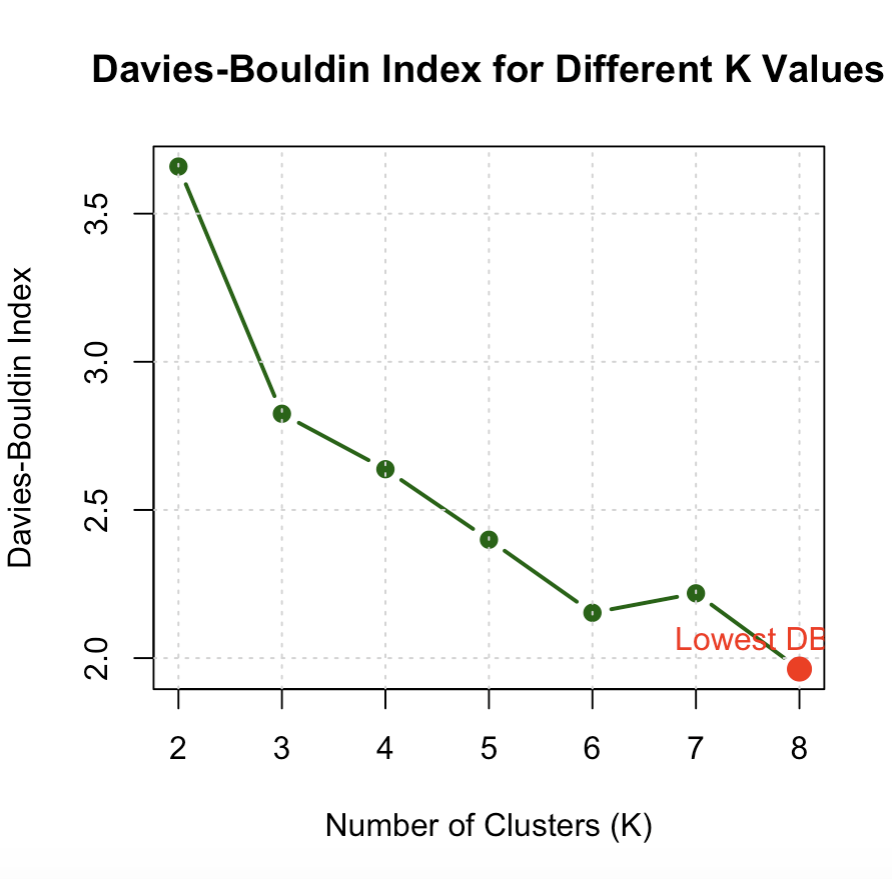 Davies-Bouldin Index for Different K Values
Davies-Bouldin Index
3.5
3.0
2.5
2.0
Lowest DB
2 3 4 5 6 7 8
Number of Clusters (K)